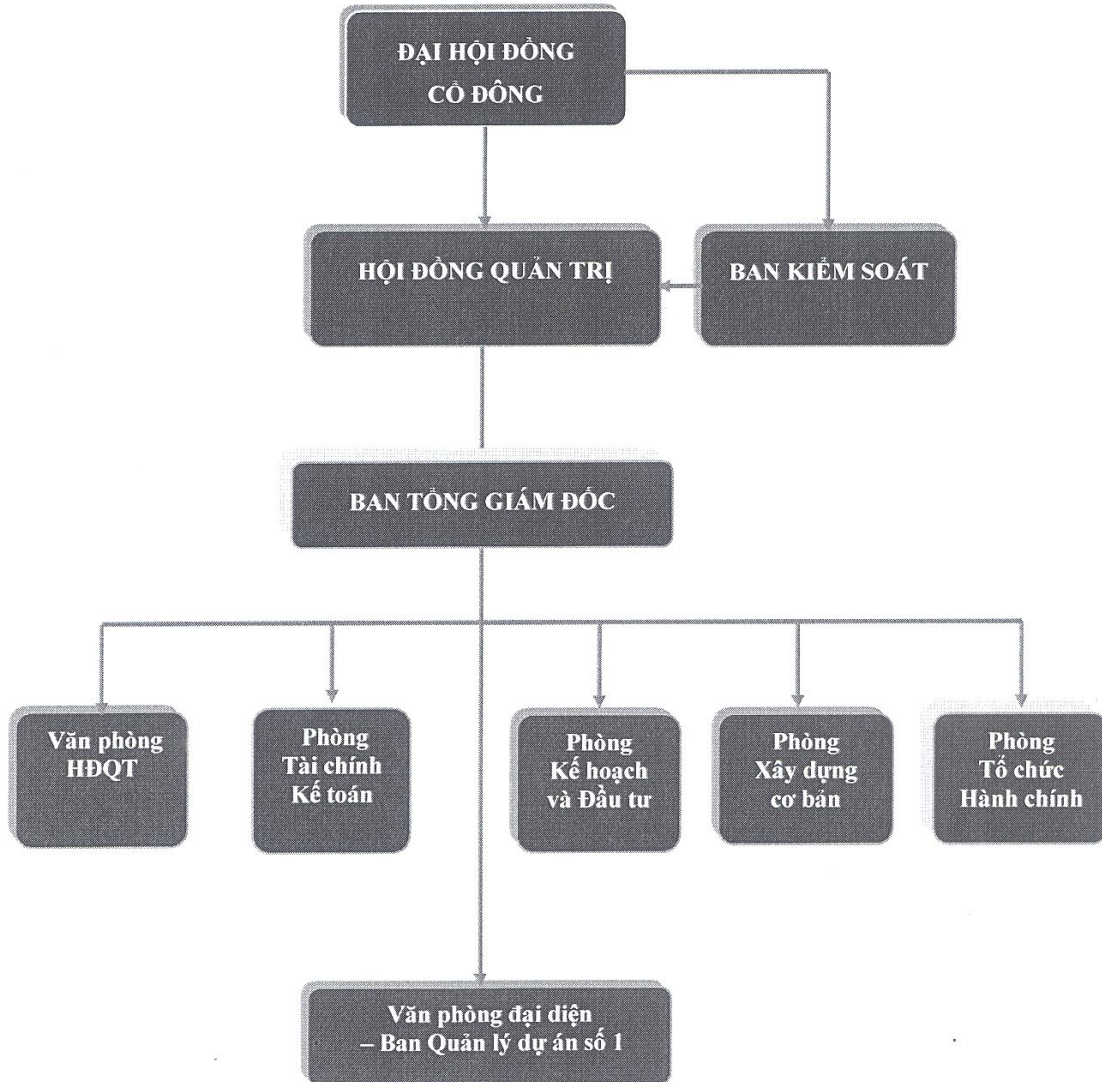 ĐẠI HỘI ĐỒNG
CỔ ĐÔNG
HỘI ĐỒNG QUẢN TRỊ
BAN KIỂM SOÁT
BAN TỔNG GIÁM ĐỐC
Văn phòng
HĐQT
Phòng
Tài chính
Kế toán
Phòng
Kế hoạch
và Đầu tư
Phòng
Xây dựng
cơ bản
Phòng
Tổ chức
Hành chính
Văn phòng đại diện
– Ban Quản lý dự án số 1